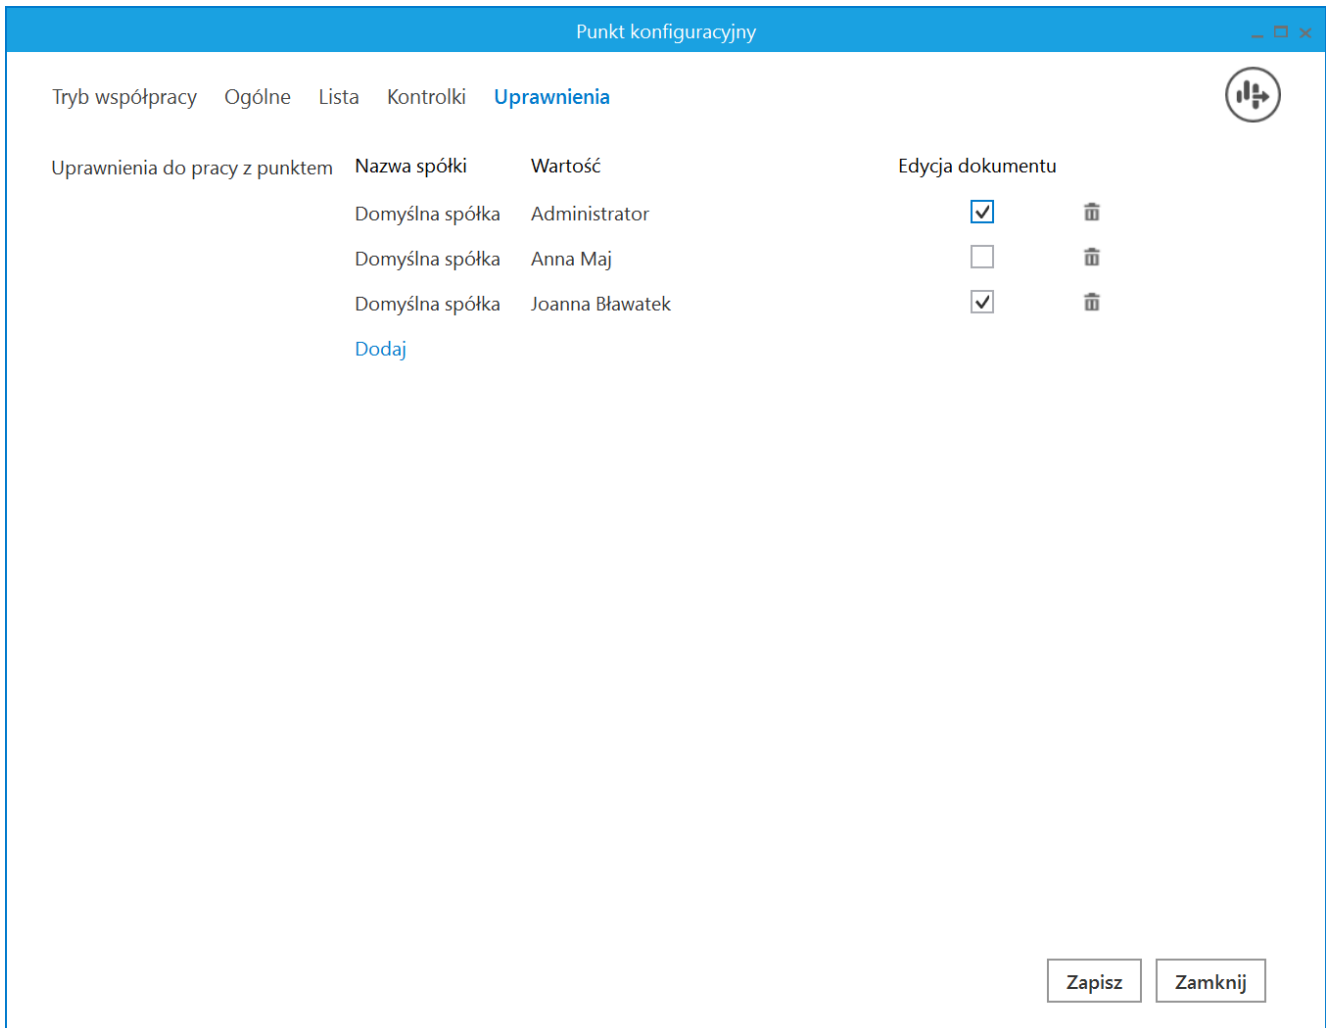 Punkt konfiguracyjny
Tryb współpracy Ogólne Lista Kontrolki Uprawnienia
Uprawnienia do pracy z punktem Nazwa spółki Wartość Edycja dokumentu
Domyślna spółka Administrator
Domyślna spółka Anna Maj
Domyślna spółka Joanna Bławatek
Dodaj
Zapisz Zamknij